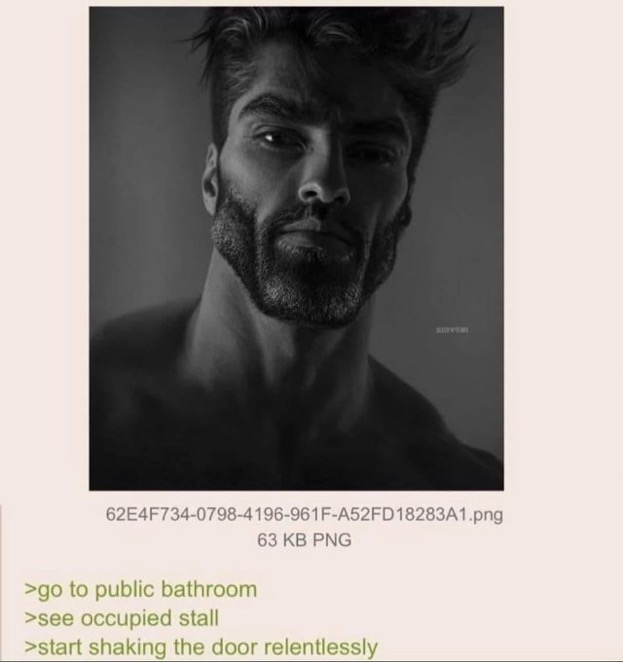 62E4F734-0798-4196-961F-A52FD18283A1.png
63 KB PNG
>go to public bathroom
>see occupied stall
>start shaking the door relentlessly